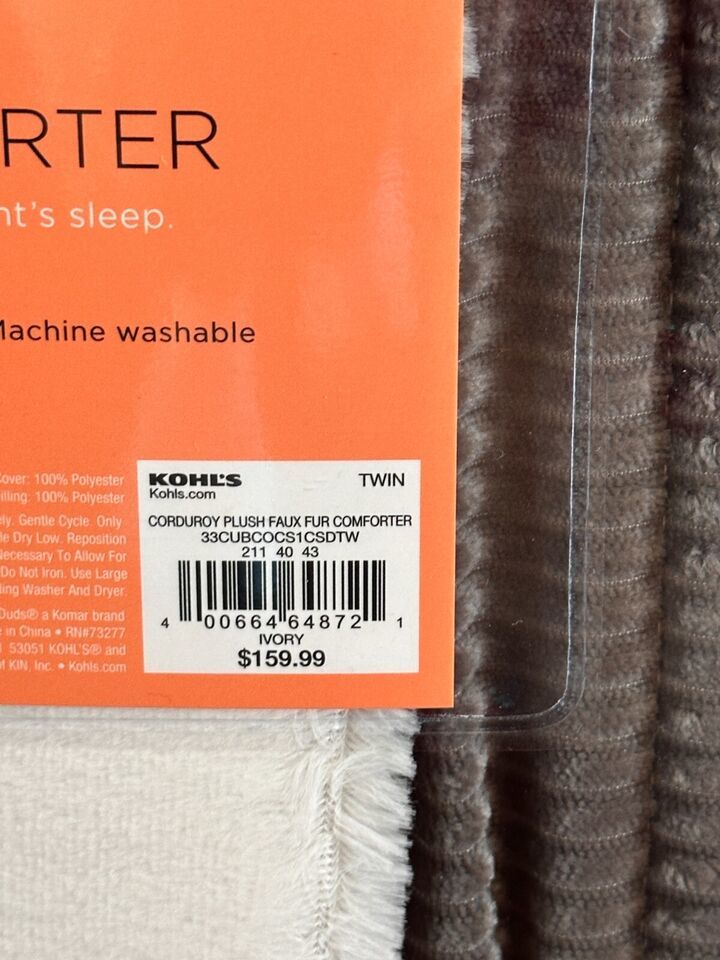 RTER
nt's sleep.
Machine washable
Cover: 100% Polyester
illing: 100% Polyester
ely. Gentle Cycle. Only
le Dry Low. Reposition
Necessary To Allow For
Do Not Iron. Use Large
ing Washer And Dryer.
Duds® a Komar brand
in China • RN#73277
53051 KOHL'S® and
KIN, Inc. • Kohls.com
KOHL'S
Kohls.com
TWIN
CORDUROY PLUSH FAUX FUR COMFORTER
33CUBCOCS1CSDTW
211 40 43
4 00664 64872 1
IVORY
$159.99